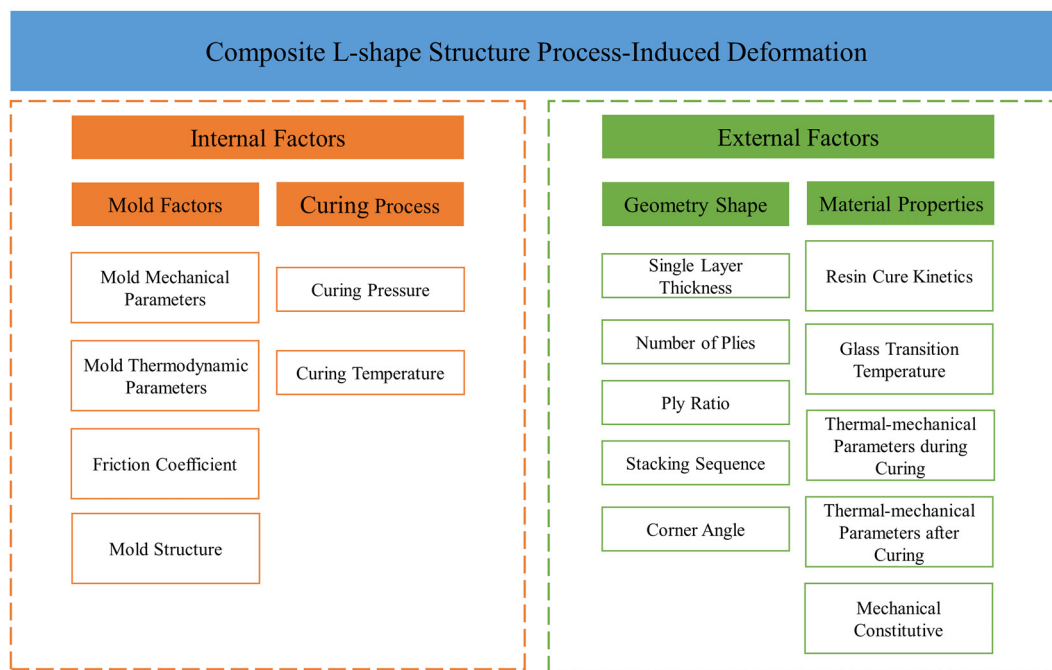 Composite L-shape Structure Process-Induced Deformation
Internal Factors
Mold Factors
Curing Process
Mold Mechanical
Parameters
Mold Thermodynamic
Parameters
Friction Coefficient
Mold Structure
Curing Pressure
Curing Temperature
External Factors
Geometry Shape
Material Properties
Single Layer
Thickness
Number of Plies
Ply Ratio
Stacking Sequence
Corner Angle
Resin Cure Kinetics
Glass Transition
Temperature
Thermal-mechanical
Parameters during
Curing
Thermal-mechanical
Parameters after
Curing
Mechanical
Constitutive